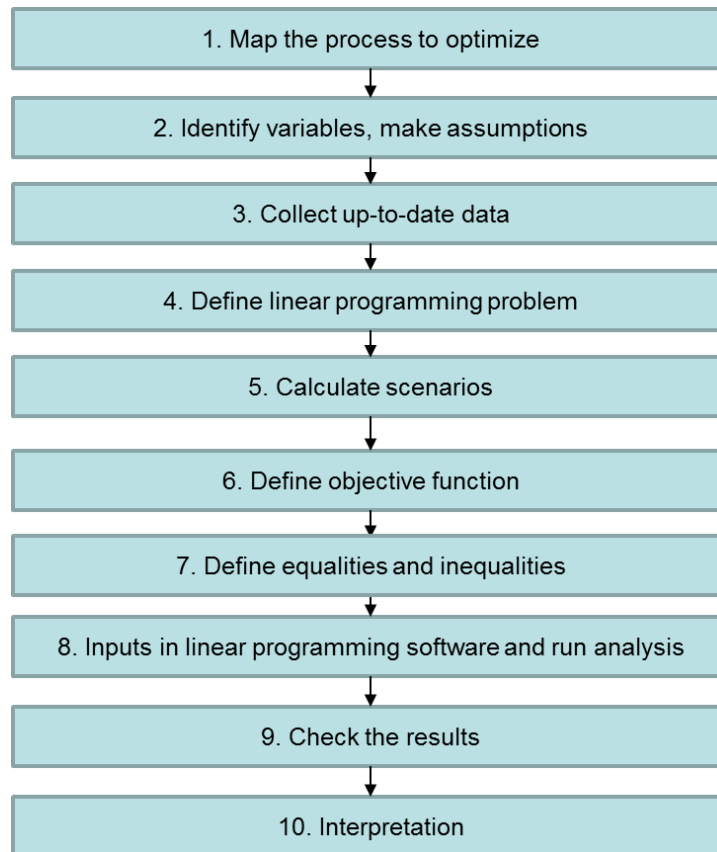 1. Map the process to optimize
2. Identify variables, make assumptions
3. Collect up-to-date data
4. Define linear programming problem
5. Calculate scenarios
6. Define objective function
7. Define equalities and inequalities
8. Inputs in linear programming software and run analysis
9. Check the results
10. Interpretation